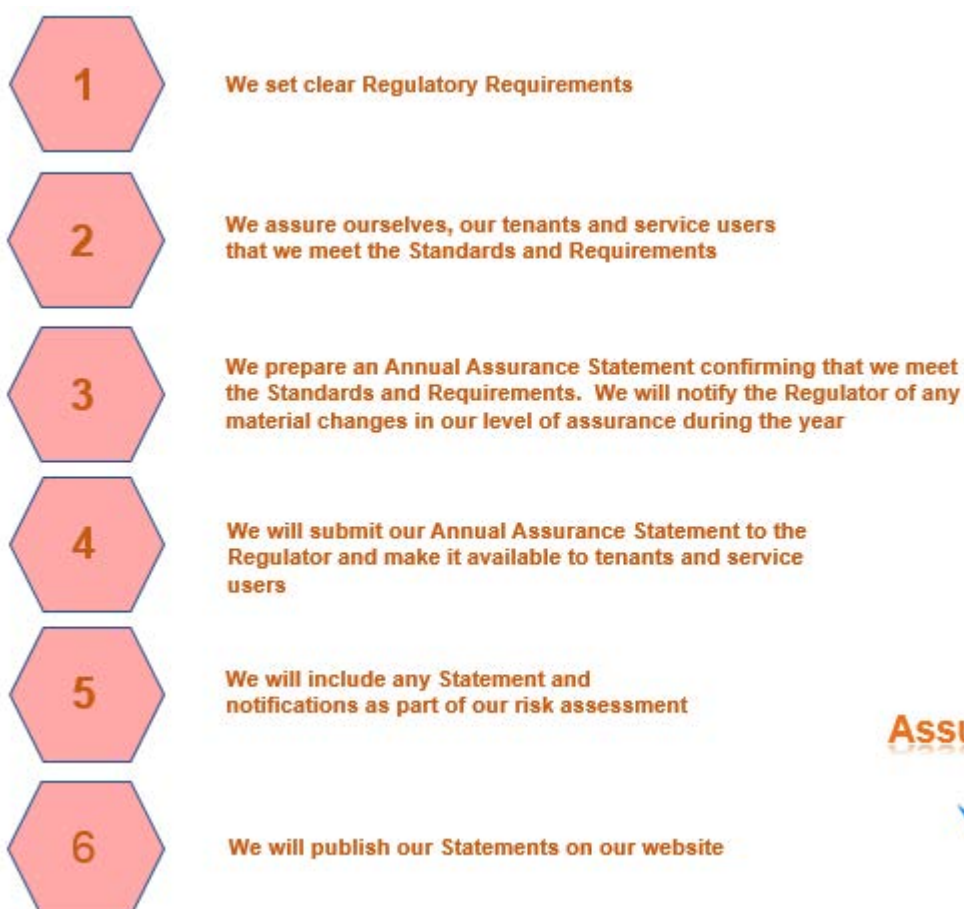 1
We set clear Regulatory Requirements
2
We assure ourselves, our tenants and service users
that we meet the Standards and Requirements
3
We prepare an Annual Assurance Statement confirming that we meet
the Standards and Requirements. We will notify the Regulator of any
material changes in our level of assurance during the year
4
We will submit our Annual Assurance Statement to the
Regulator and make it available to tenants and service
users
5
We will include any Statement and
notifications as part of our risk assessment
6
We will publish our Statements on our website